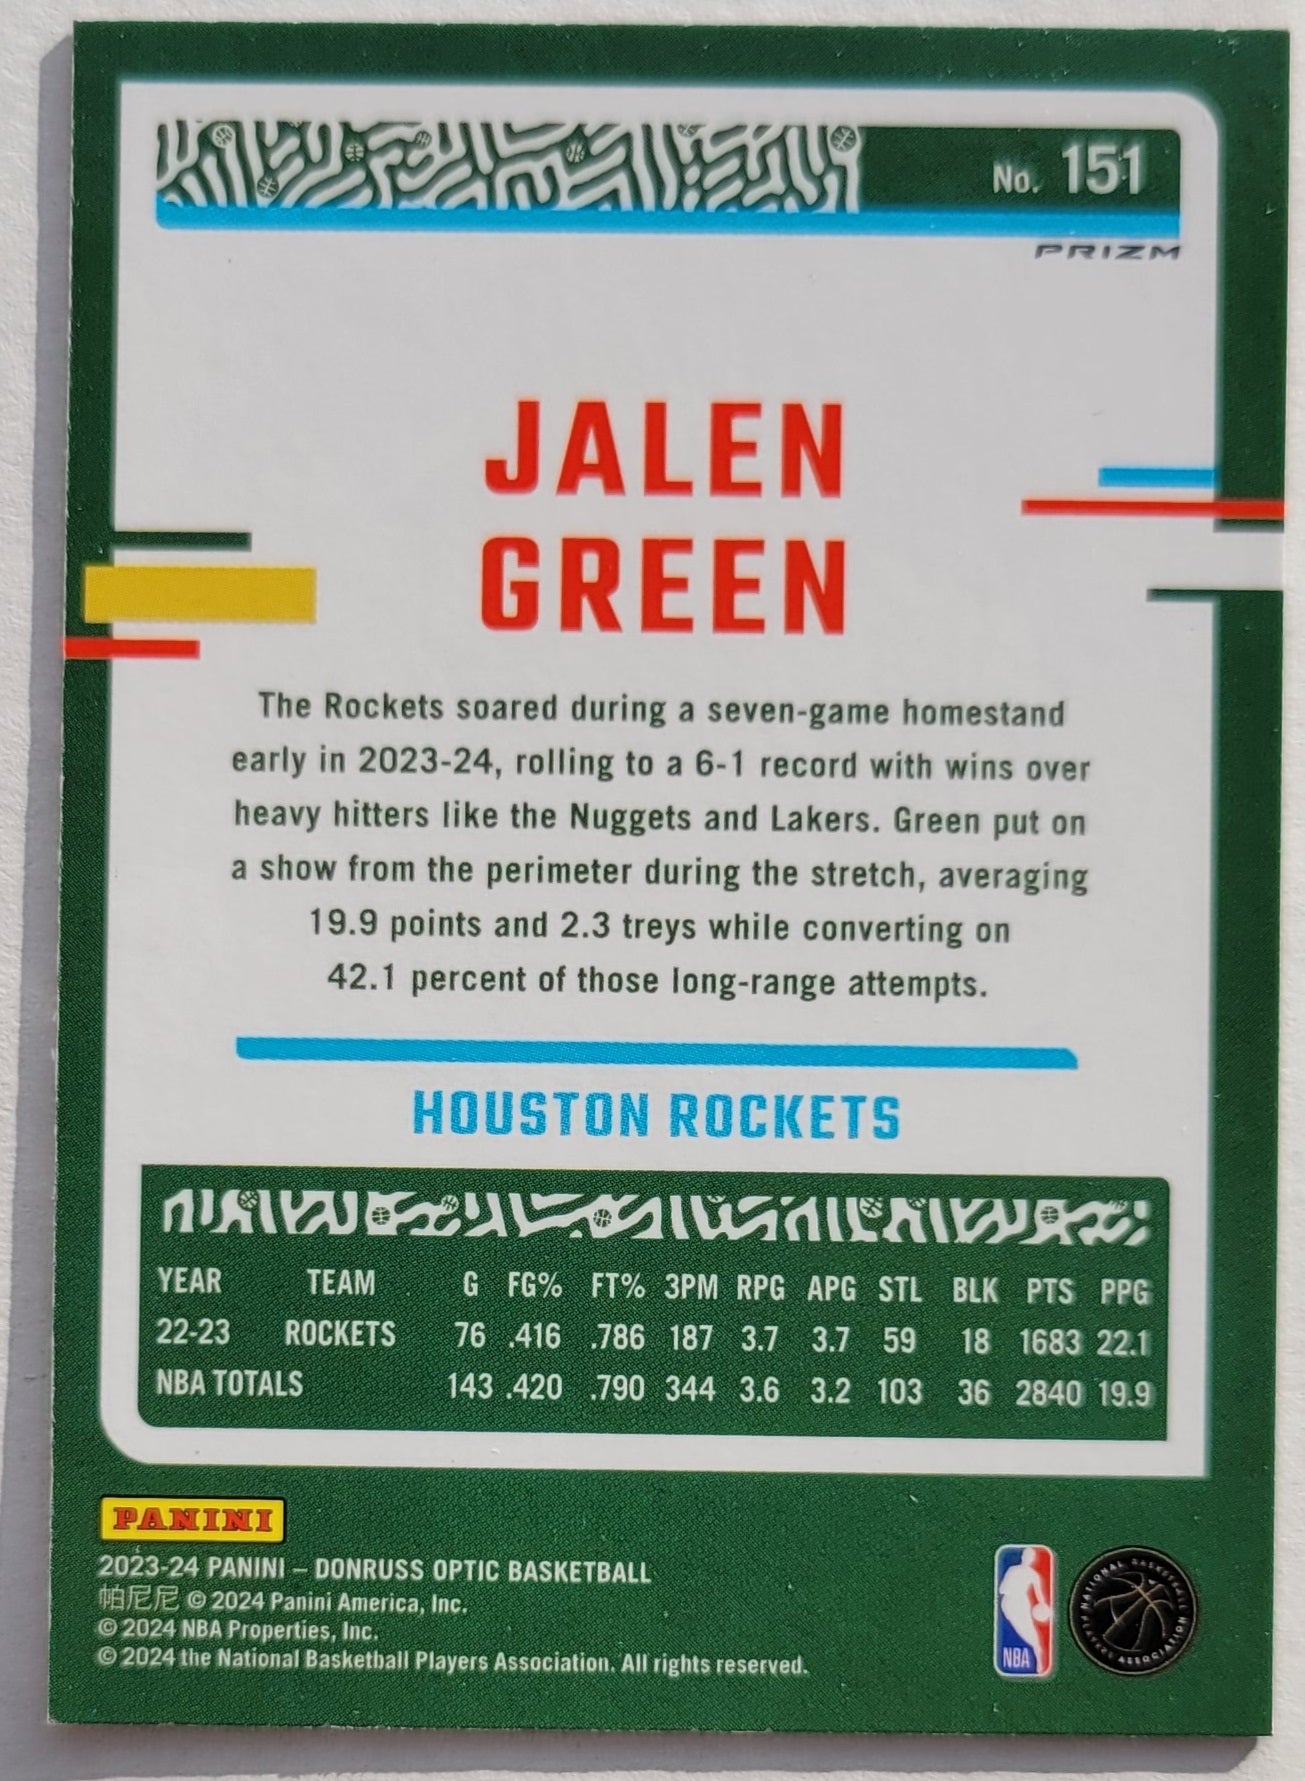 No. 151
PRIZM
JALEN
GREEN
The Rockets soared during a seven-game homestand
early in 2023-24, rolling to a 6-1 record with wins over
heavy hitters like the Nuggets and Lakers. Green put on
a show from the perimeter during the stretch, averaging
19.9 points and 2.3 treys while converting on
42.1 percent of those long-range attempts.
HOUSTON ROCKETS
YEAR TEAM G FG% FT% 3PM RPG APG STL BLK PTS PPG
22-23 ROCKETS 76 .416 .786 187 3.7 3.7 59 18 1683 22.1
NBA TOTALS 143 .420 .790 344 3.6 3.2 103 36 2840 19.9
PANINI
2023-24 PANINI – DONRUSS OPTIC BASKETBALL
帕尼尼 © 2024 Panini America, Inc.
© 2024 NBA Properties, Inc.
© 2024 the National Basketball Players Association. All rights reserved.
NBA
NATIONAL BASKETBALL PLAYERS ASSOCIATION